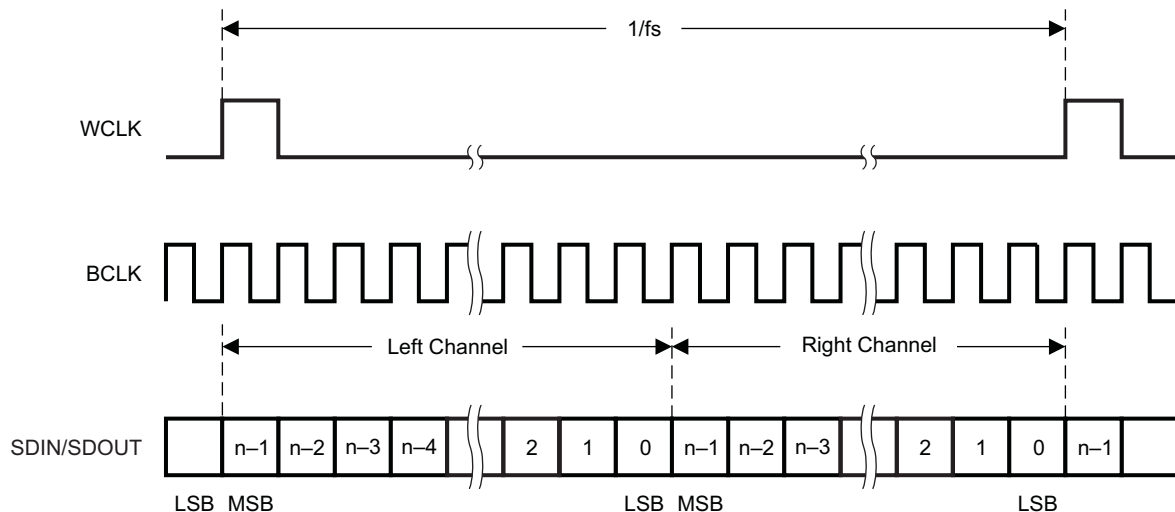 1/fs
WCLK
BCLK
Left Channel
Right Channel
SDIN/SDOUT n–1 n–2 n–3 n–4 2 1 0 n–1 n–2 n–3 2 1 0 n–1
LSB MSB LSB MSB LSB